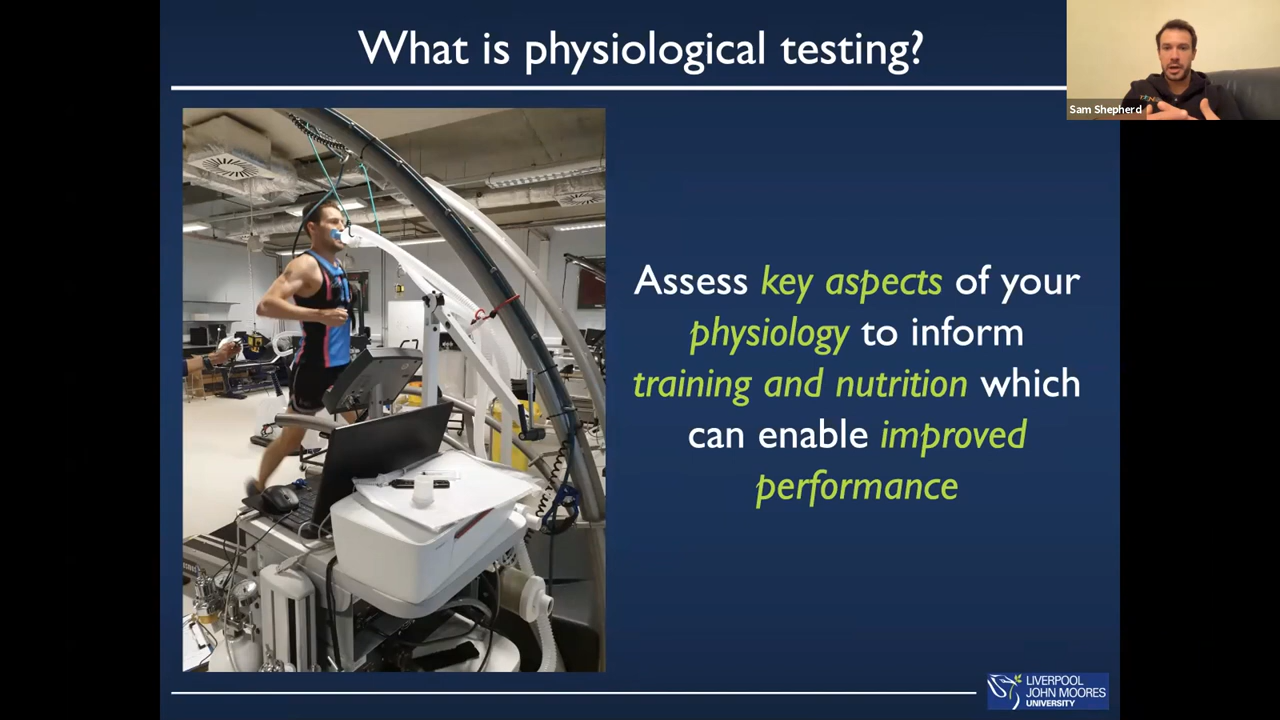 What is physiological testing?
Sam Shepherd
Assess key aspects of your
physiology to inform
training and nutrition which
can enable improved
performance
LIVERPOOL
JOHN MOORES
UNIVERSITY